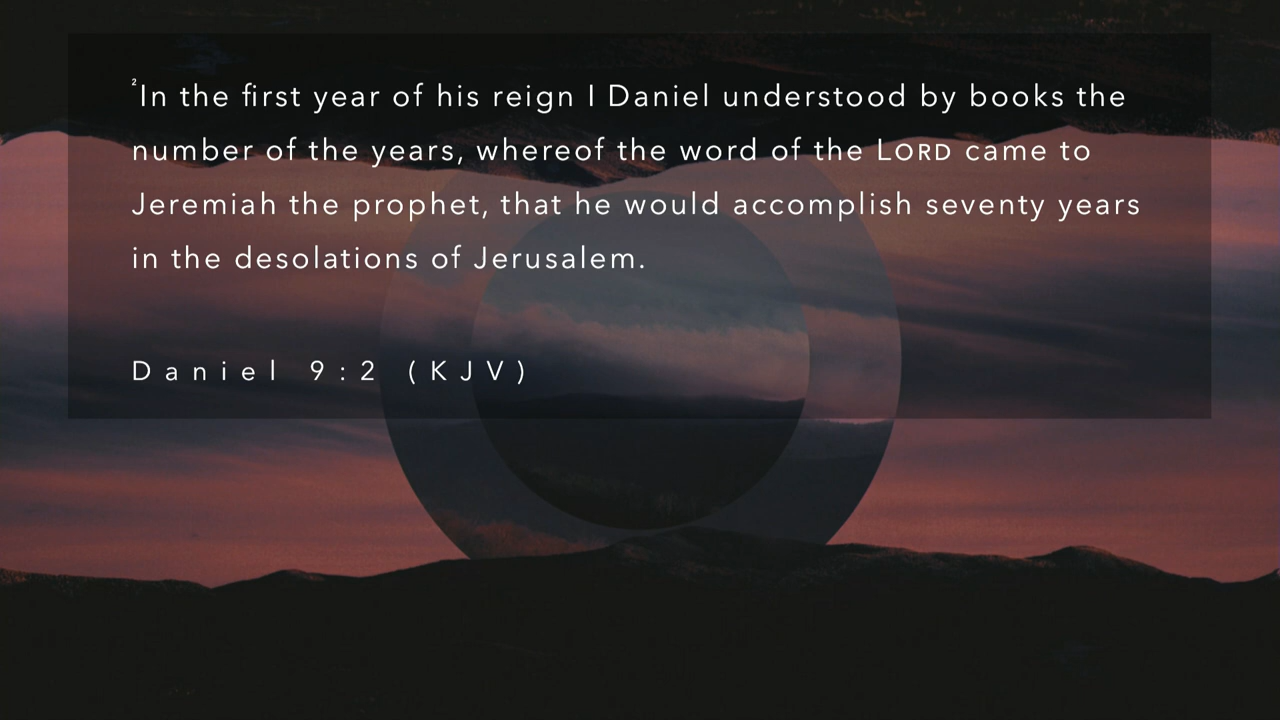 ²In the first year of his reign I Daniel understood by books the
number of the years, whereof the word of the LORD came to
Jeremiah the prophet, that he would accomplish seventy years
in the desolations of Jerusalem.
Daniel 9:2 (KJV)